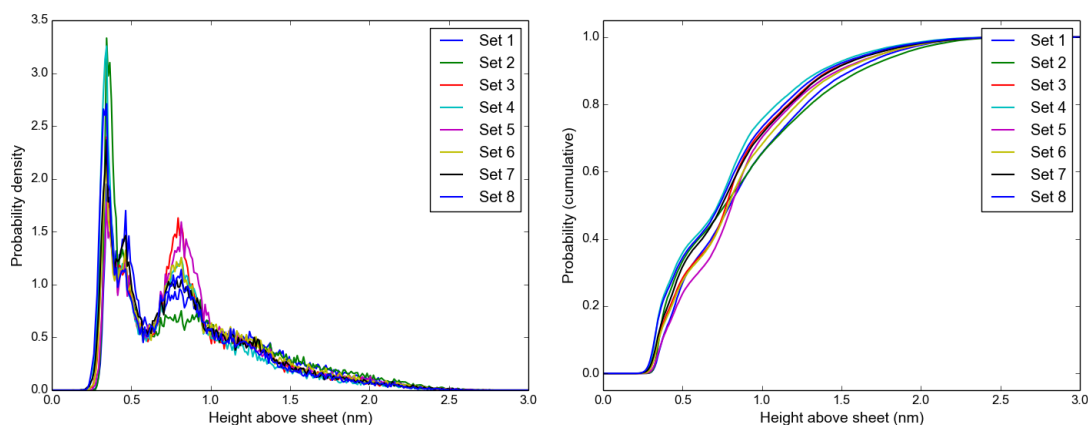 3.5
3.0
2.5
2.0
1.5
1.0
0.5
0.0
Probability density
0.0 0.5 1.0 1.5 2.0 2.5 3.0
Height above sheet (nm)
Set 1
Set 2
Set 3
Set 4
Set 5
Set 6
Set 7
Set 8
1.0
0.8
0.6
0.4
0.2
0.0
Probability (cumulative)
0.0 0.5 1.0 1.5 2.0 2.5 3.0
Height above sheet (nm)
Set 1
Set 2
Set 3
Set 4
Set 5
Set 6
Set 7
Set 8